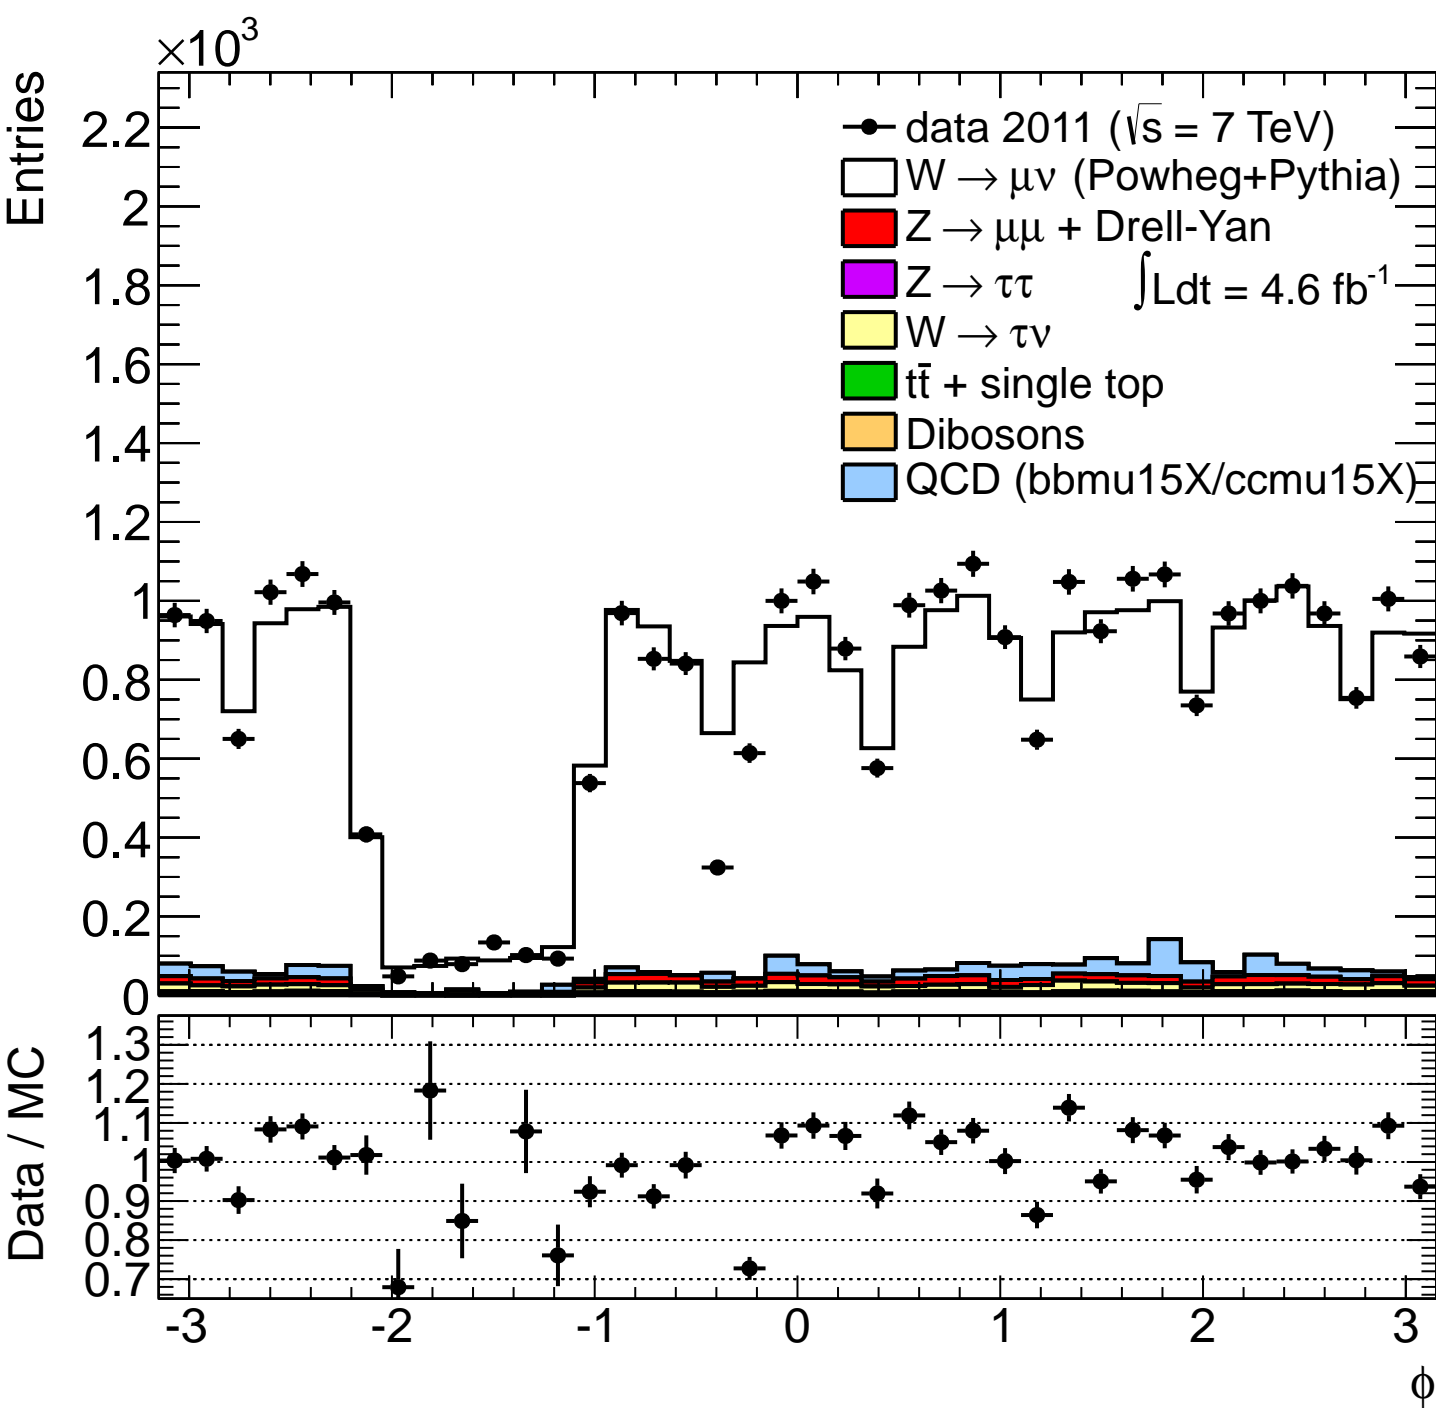 ×10³
Entries
2.2
2
1.8
1.6
1.4
1.2
1
0.8
0.6
0.4
0.2
0
data 2011 (√s = 7 TeV)
W → μν (Powheg+Pythia)
Z → μμ + Drell-Yan
Z → ττ
∫Ldt = 4.6 fb⁻¹
W → τν
tt̄ + single top
Dibosons
QCD (bbmu15X/ccmu15X)
Data / MC
1.3
1.2
1.1
1
0.9
0.8
0.7
-3 -2 -1 0 1 2 3
ϕ